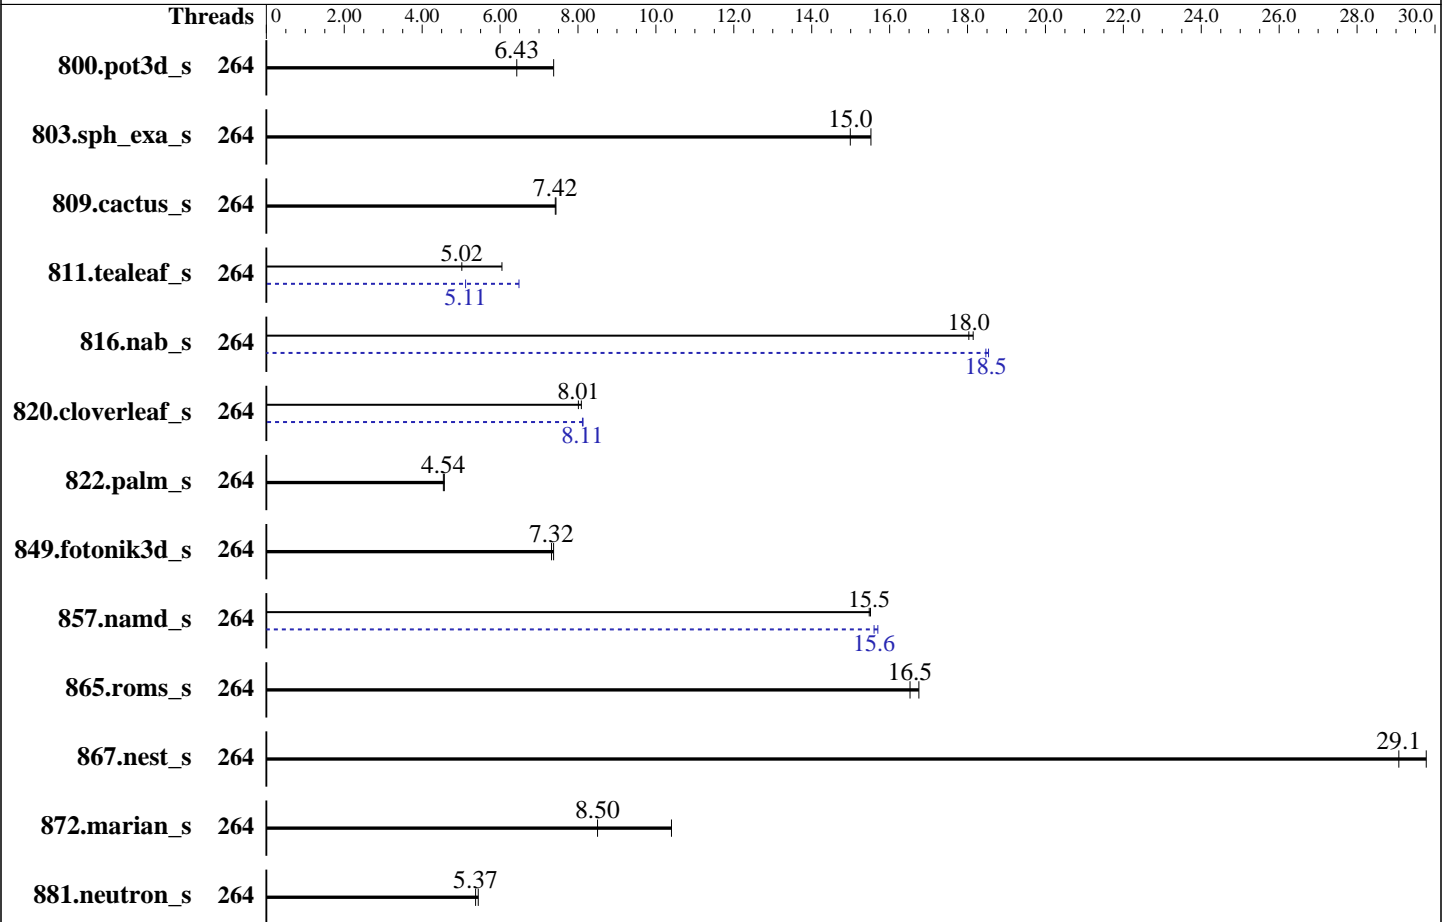 Threads 0 2.00 4.00 6.00 8.00 10.0 12.0 14.0 16.0 18.0 20.0 22.0 24.0 26.0 28.0 30.0
6.43
800.pot3d_s 264
15.0
803.sph_exa_s 264
7.42
809.cactus_s 264
5.02
811.tealeaf_s 264
5.11
18.0
816.nab_s 264
18.5
8.01
820.cloverleaf_s 264
8.11
4.54
822.palm_s 264
7.32
849.fotonik3d_s 264
15.5
857.namd_s 264
15.6
16.5
865.roms_s 264
29.1
867.nest_s 264
8.50
872.marian_s 264
5.37
881.neutron_s 264